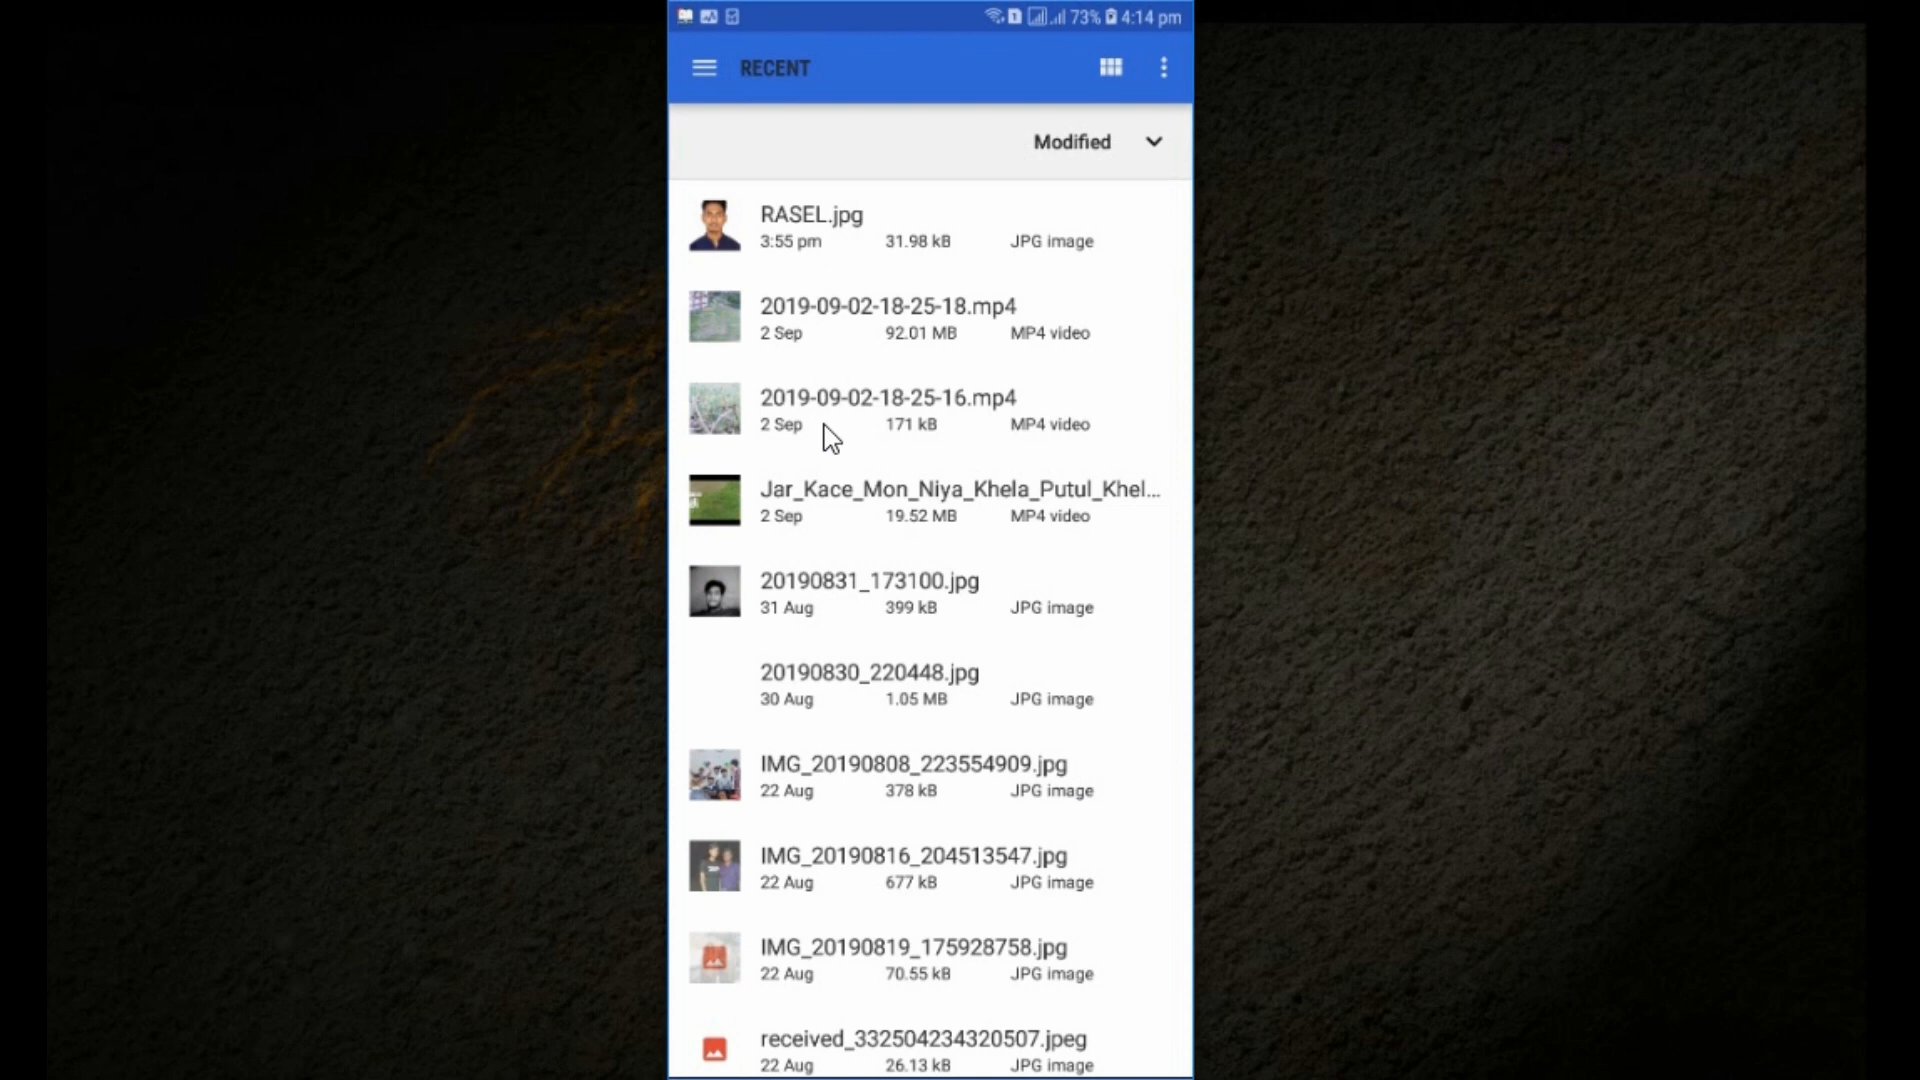 73% 4:14 pm
RECENT
Modified
RASEL.jpg
3:55 pm 31.98 kB JPG image
2019-09-02-18-25-18.mp4
2 Sep 92.01 MB MP4 video
2019-09-02-18-25-16.mp4
2 Sep 171 kB MP4 video
Jar_Kace_Mon_Niya_Khela_Putul_Khel...
2 Sep 19.52 MB MP4 video
20190831_173100.jpg
31 Aug 399 kB JPG image
20190830_220448.jpg
30 Aug 1.05 MB JPG image
IMG_20190808_223554909.jpg
22 Aug 378 kB JPG image
IMG_20190816_204513547.jpg
22 Aug 677 kB JPG image
IMG_20190819_175928758.jpg
22 Aug 70.55 kB JPG image
received_332504234320507.jpeg
22 Aug 26.13 kB JPG image